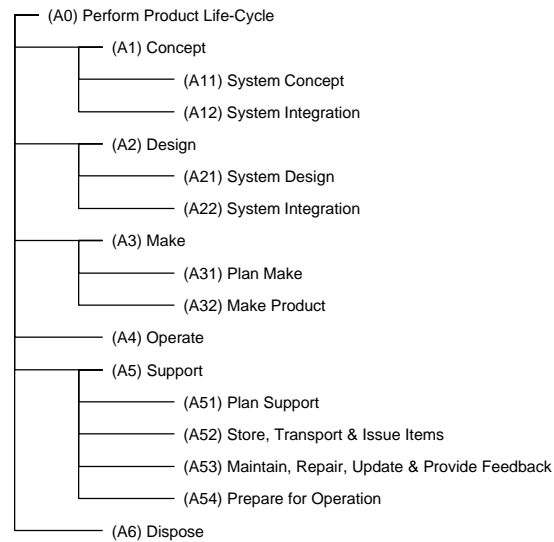 (A0) Perform Product Life-Cycle
(A1) Concept
(A11) System Concept
(A12) System Integration
(A2) Design
(A21) System Design
(A22) System Integration
(A3) Make
(A31) Plan Make
(A32) Make Product
(A4) Operate
(A5) Support
(A51) Plan Support
(A52) Store, Transport & Issue Items
(A53) Maintain, Repair, Update & Provide Feedback
(A54) Prepare for Operation
(A6) Dispose